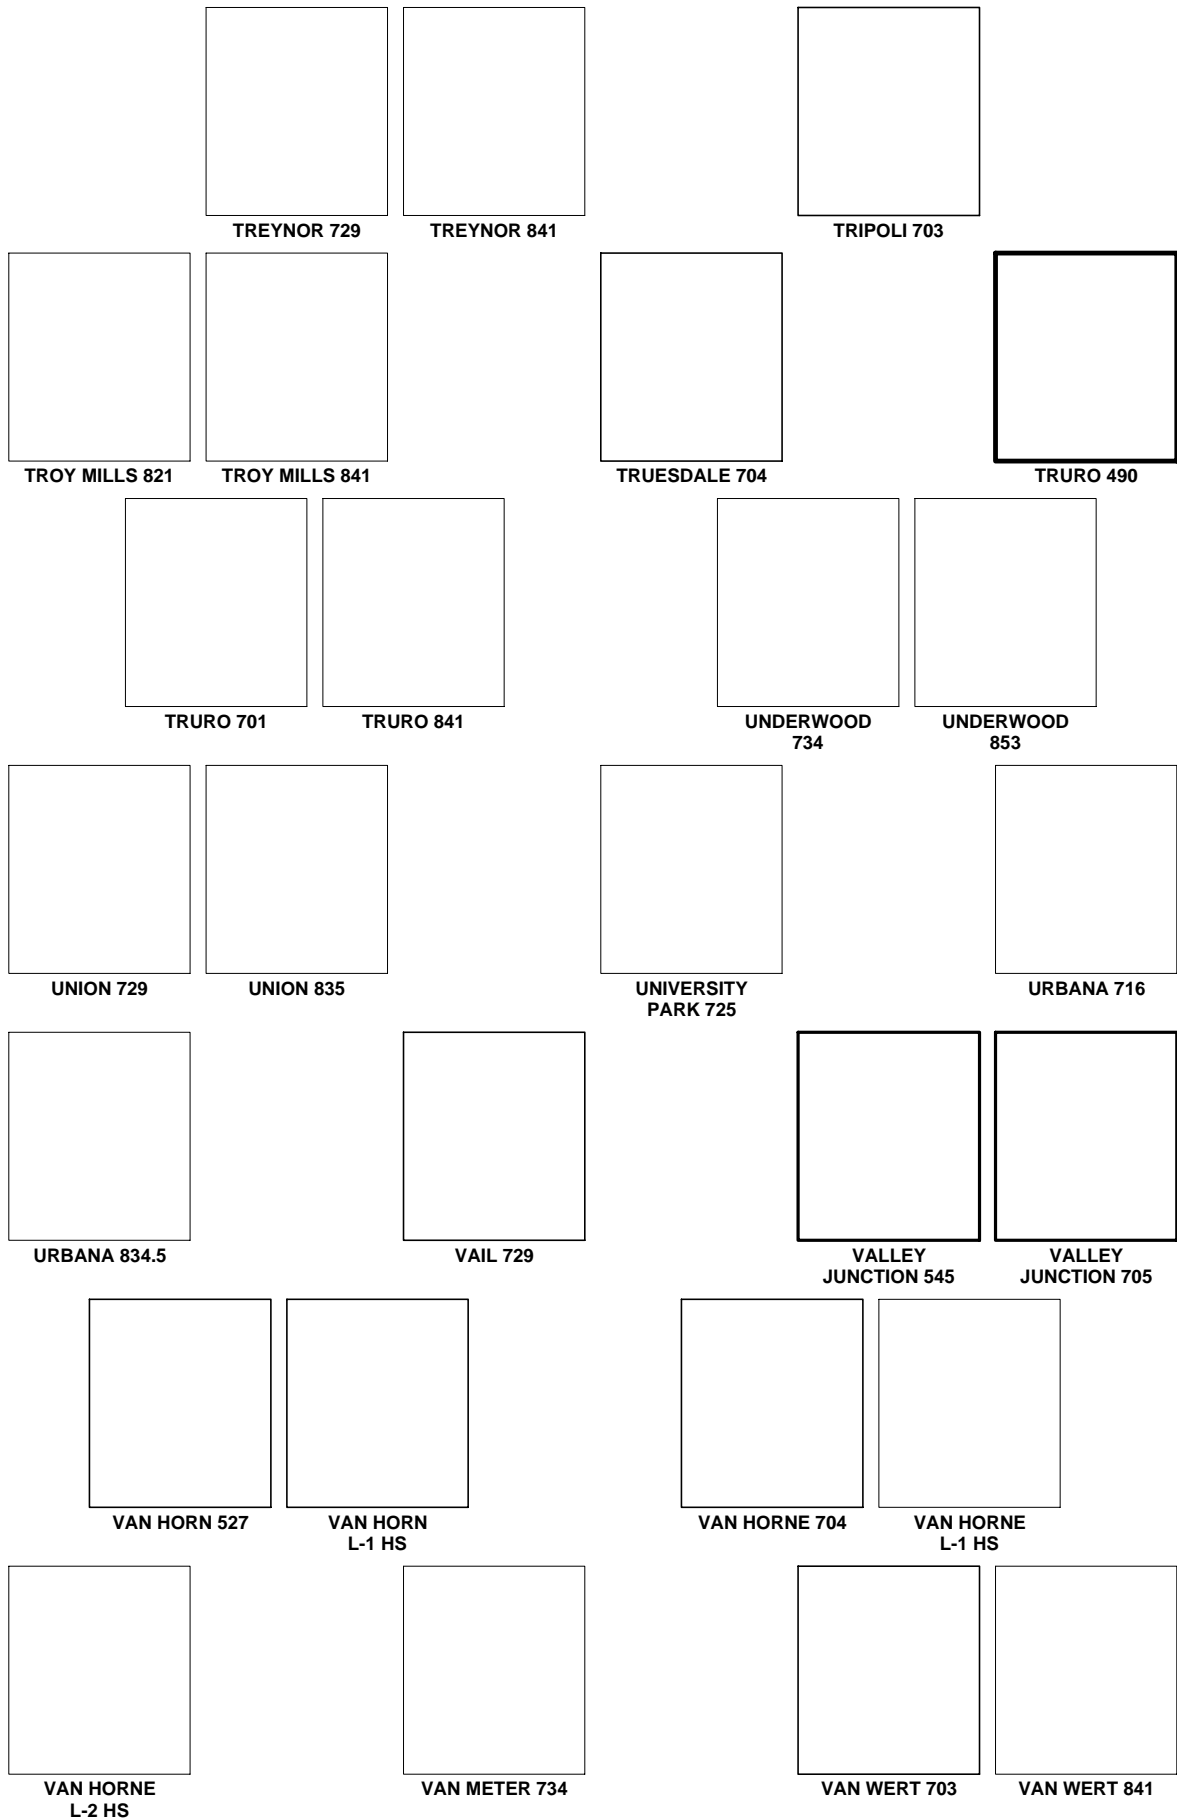 TREYNOR 729
TREYNOR 841
TRIPOLI 703
TROY MILLS 821
TROY MILLS 841
TRUESDALE 704
TRURO 490
TRURO 701
TRURO 841
UNDERWOOD
734
UNDERWOOD
853
UNION 729
UNION 835
UNIVERSITY
PARK 725
URBANA 716
URBANA 834.5
VAIL 729
VALLEY
JUNCTION 545
VALLEY
JUNCTION 705
VAN HORN 527
VAN HORN
L-1 HS
VAN HORNE 704
VAN HORNE
L-1 HS
VAN HORNE
L-2 HS
VAN METER 734
VAN WERT 703
VAN WERT 841